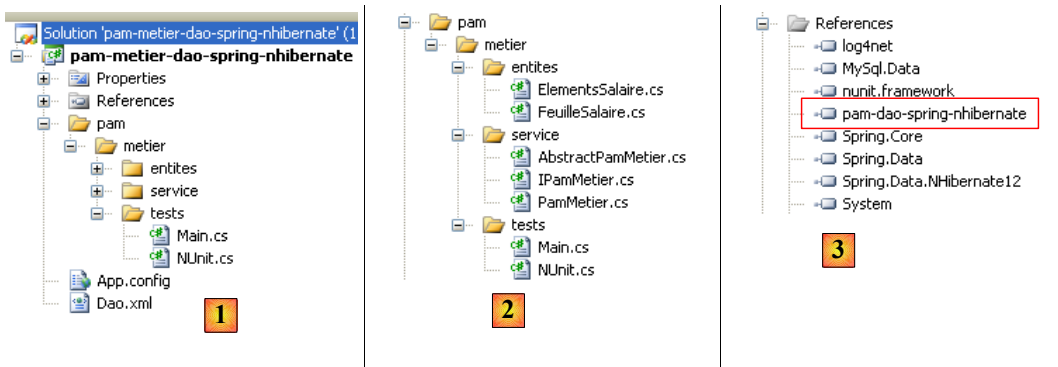 Solution 'pam-metier-dao-spring-nhibernate' (1
pam-metier-dao-spring-nhibernate
Properties
References
pam
metier
entites
service
tests
Main.cs
NUnit.cs
App.config
Dao.xml
1
pam
metier
entites
ElementsSalaire.cs
FeuilleSalaire.cs
service
AbstractPamMetier.cs
IPamMetier.cs
PamMetier.cs
tests
Main.cs
NUnit.cs
2
References
log4net
MySql.Data
nunit.framework
pam-dao-spring-nhibernate
Spring.Core
Spring.Data
Spring.Data.NHibernate12
System
3